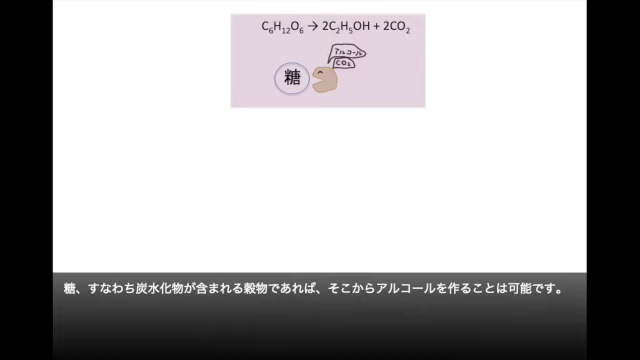 C₆H₁₂O₆ → 2C₂H₅OH + 2CO₂
アルコール
CO₂
糖
糖、すなわち炭水化物が含まれる穀物であれば、そこからアルコールを作ることは可能です。